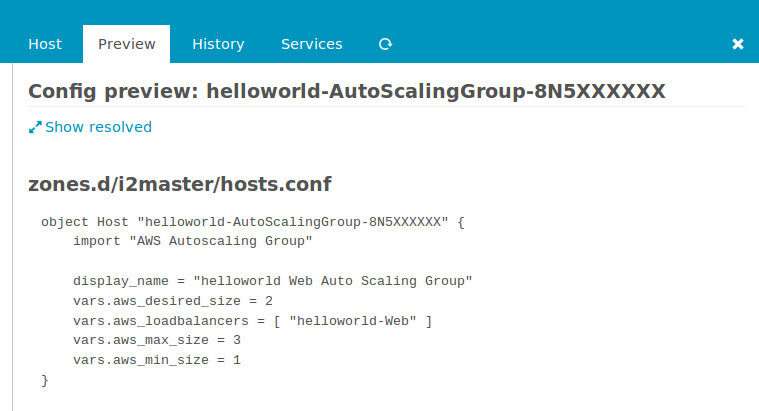 Host Preview History Services
Config preview: helloworld-AutoScalingGroup-8N5XXXXXX
Show resolved
zones.d/i2master/hosts.conf
object Host "helloworld-AutoScalingGroup-8N5XXXXXX" {
    import "AWS Autoscaling Group"

    display_name = "helloworld Web Auto Scaling Group"
    vars.aws_desired_size = 2
    vars.aws_loadbalancers = [ "helloworld-Web" ]
    vars.aws_max_size = 3
    vars.aws_min_size = 1
}